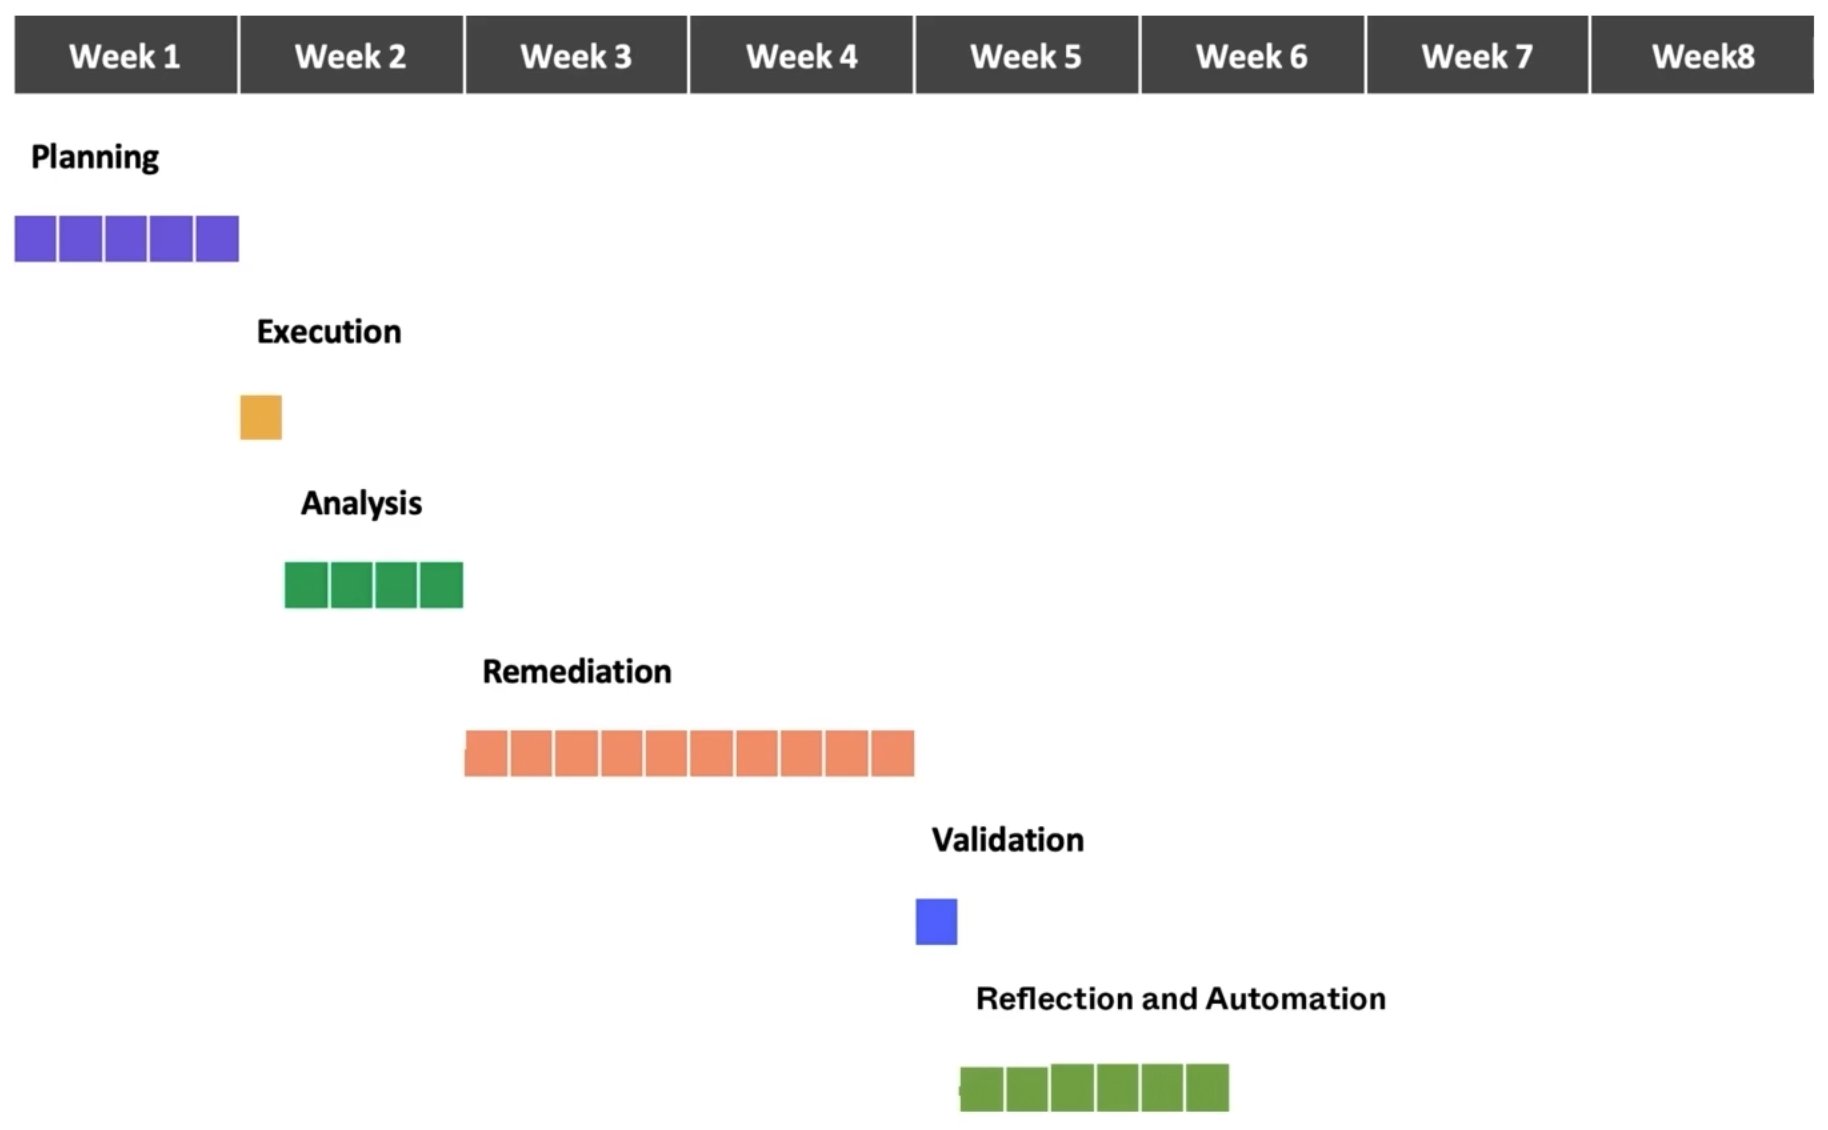 Week 1
Week 2
Week 3
Week 4
Week 5
Week 6
Week 7
Week8
Planning
Execution
Analysis
Remediation
Validation
Reflection and Automation